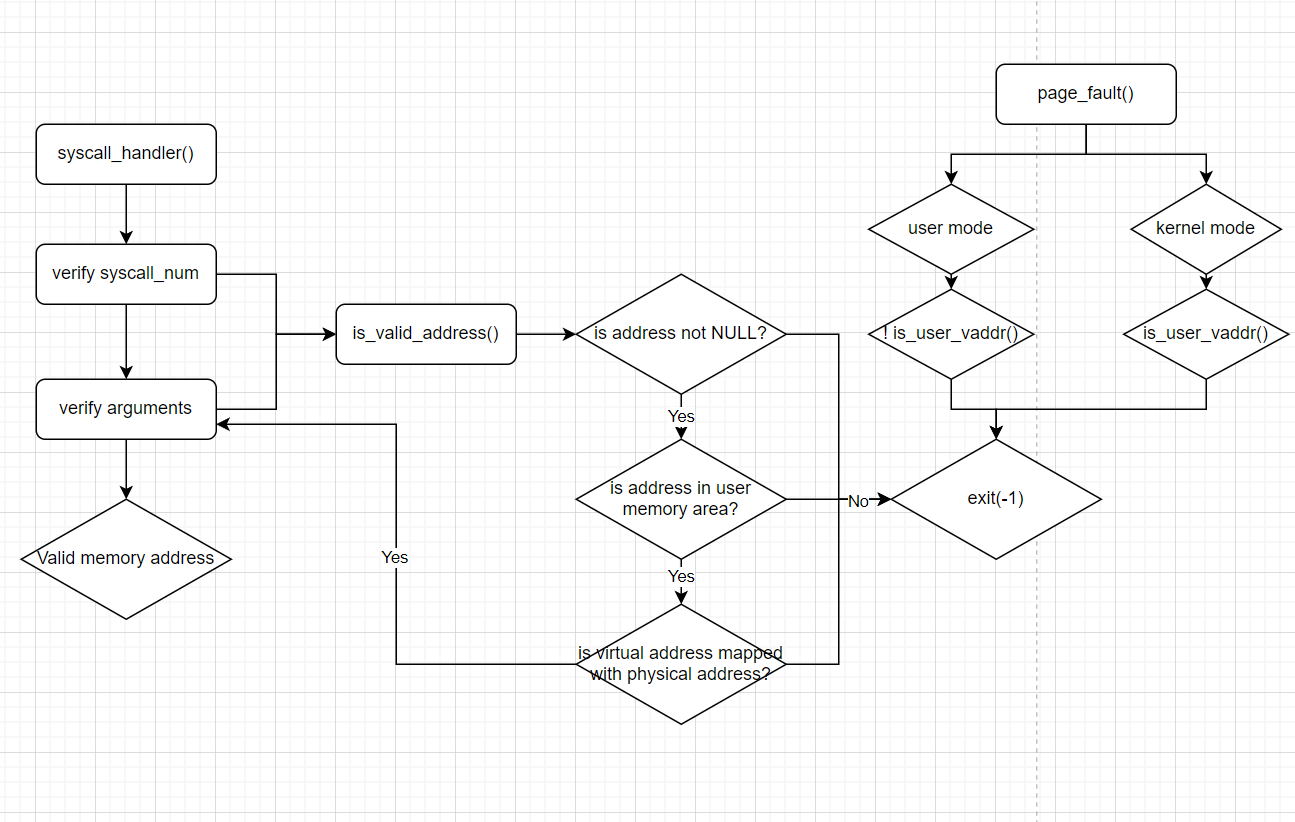 page_fault()
syscall_handler()
user mode
kernel mode
verify syscall_num
is_valid_address()
is address not NULL?
! is_user_vaddr()
is_user_vaddr()
verify arguments
Yes
is address in user
memory area?
No
exit(-1)
Valid memory address
Yes
Yes
is virtual address mapped
with physical address?